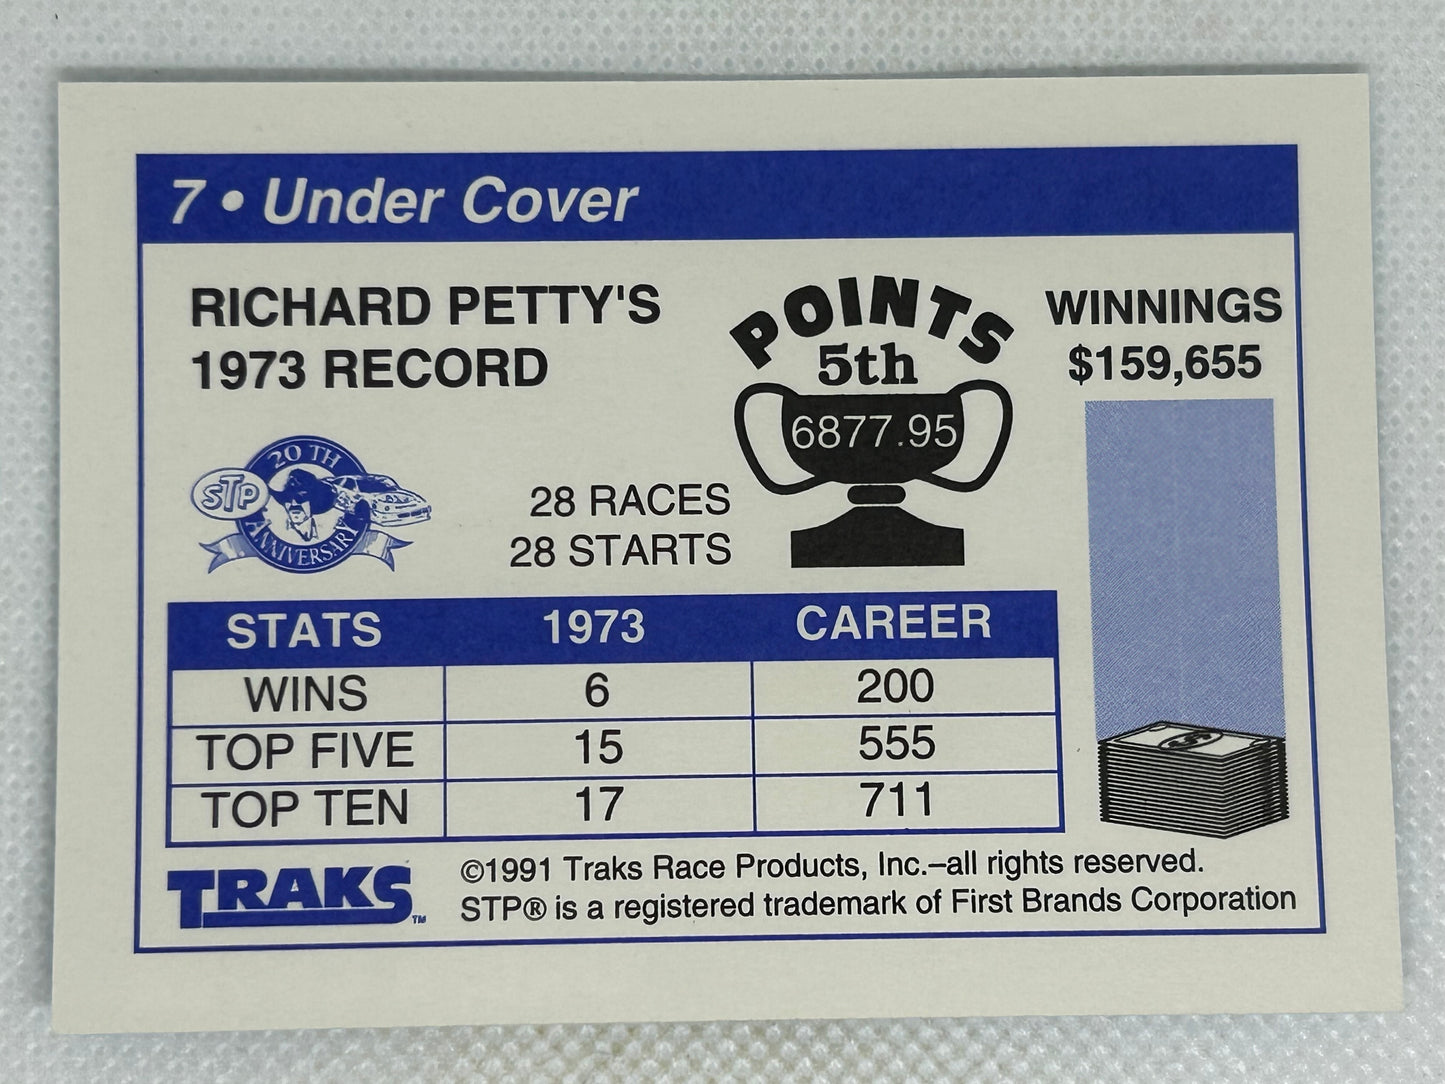 7 • Under Cover
RICHARD PETTY'S
1973 RECORD
POINTS
5th
6877.95
WINNINGS
$159,655
STP
20TH
ANNIVERSARY
28 RACES
28 STARTS
STATS 1973 CAREER
WINS 6 200
TOP FIVE 15 555
TOP TEN 17 711
TRAKS™
©1991 Traks Race Products, Inc.–all rights reserved.
STP® is a registered trademark of First Brands Corporation